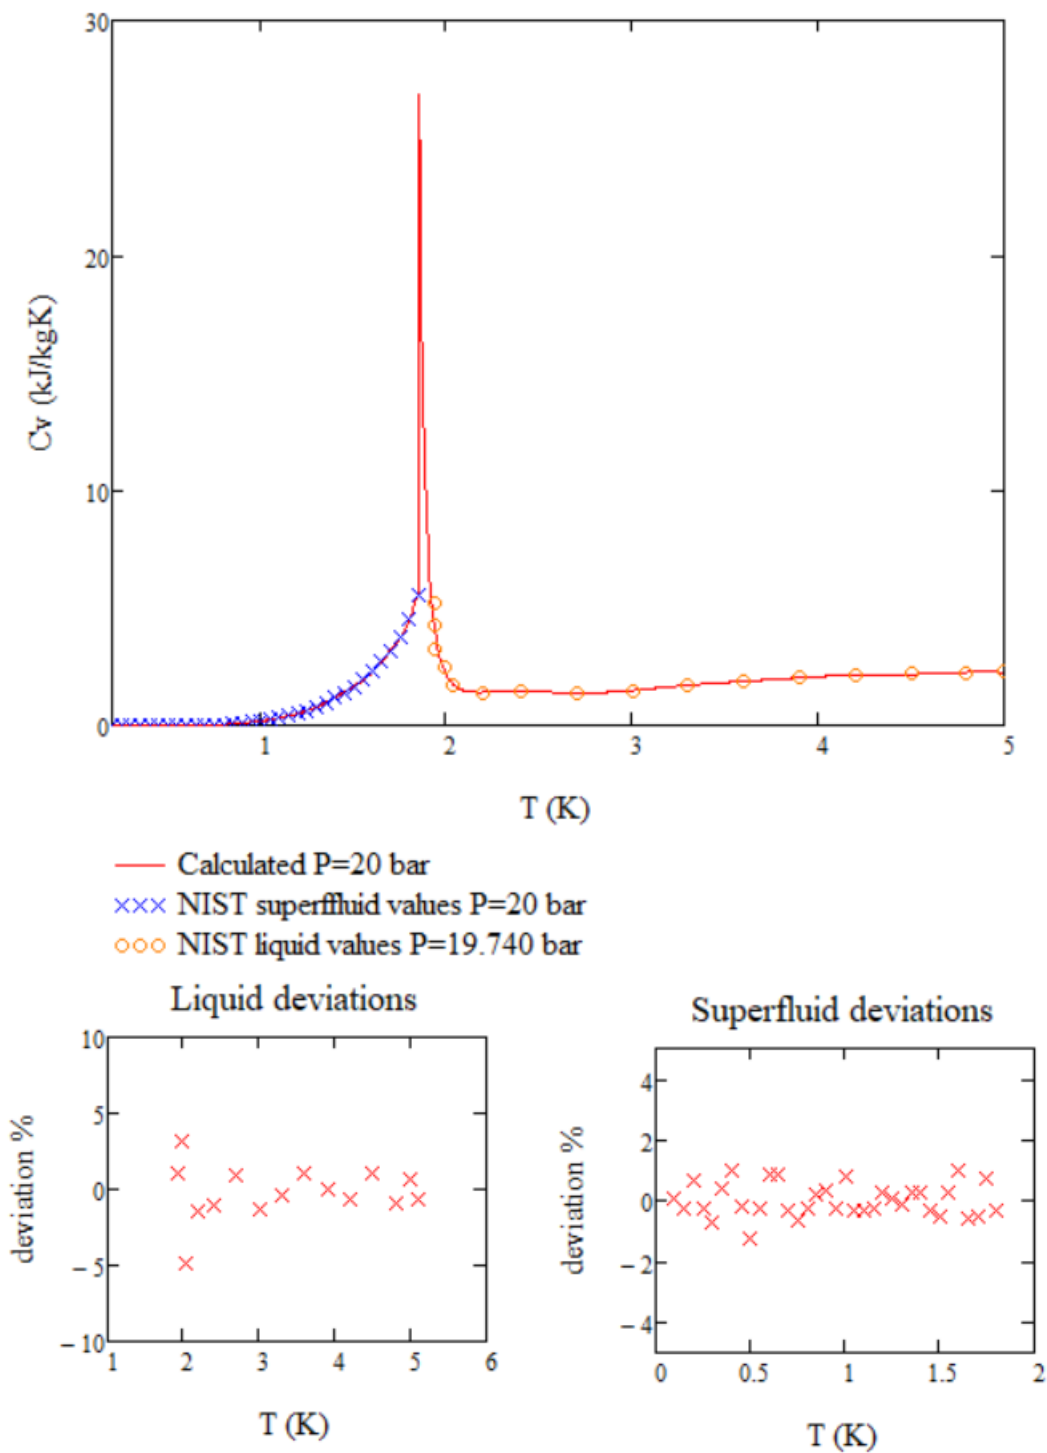 30
20
10
0
Cv (kJ/kgK)
1 2 3 4 5
T (K)
Calculated P=20 bar
NIST superffluid values P=20 bar
NIST liquid values P=19.740 bar
Liquid deviations
10
5
0
−5
−10
deviation %
1 2 3 4 5 6
T (K)
Superfluid deviations
4
2
0
−2
−4
deviation %
0 0.5 1 1.5 2
T (K)